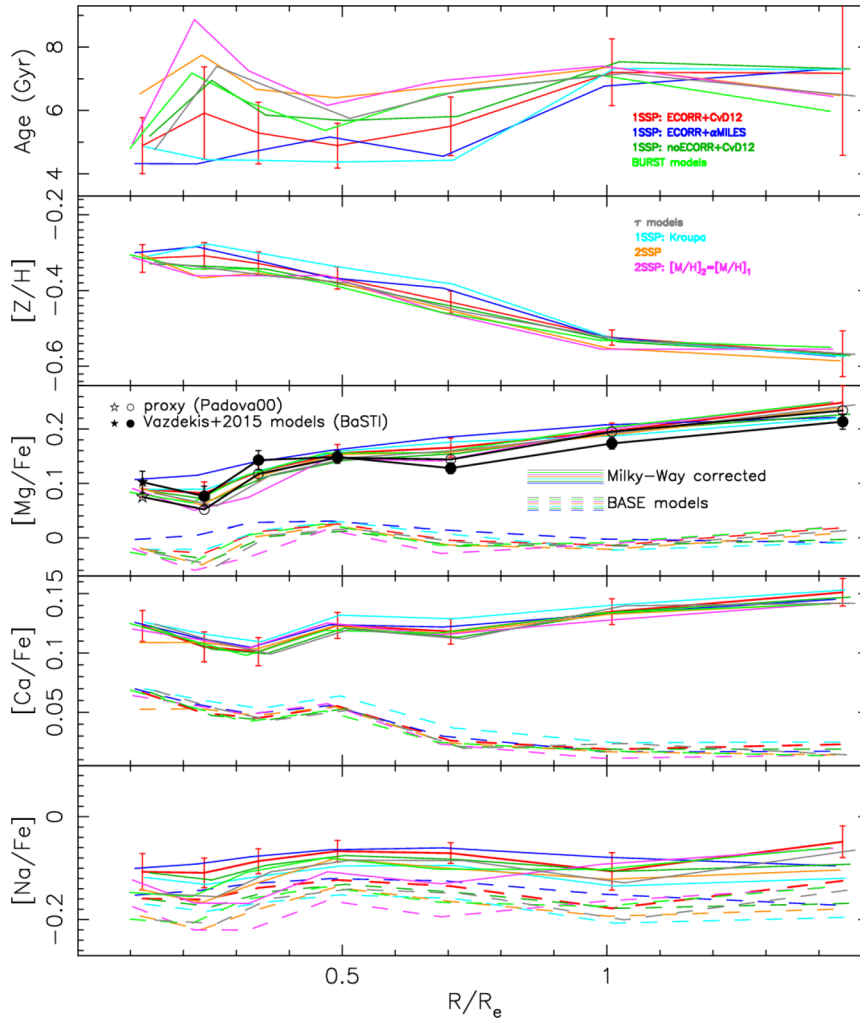 Age (Gyr)
8
6
4
1SSP: ECORR+CvD12
1SSP: ECORR+αMILES
1SSP: noECORR+CvD12
BURST models
[Z/H]
−0.2
−0.4
−0.6
τ models
1SSP: Kroupa
2SSP
2SSP: [M/H]₂=[M/H]₁
[Mg/Fe]
0.2
0.1
0
proxy (Padova00)
Vazdekis+2015 models (BaSTI)
Milky−Way corrected
BASE models
[Ca/Fe]
0.15
0.1
0.05
[Na/Fe]
0
−0.2
0.5
1
R/Rₑ